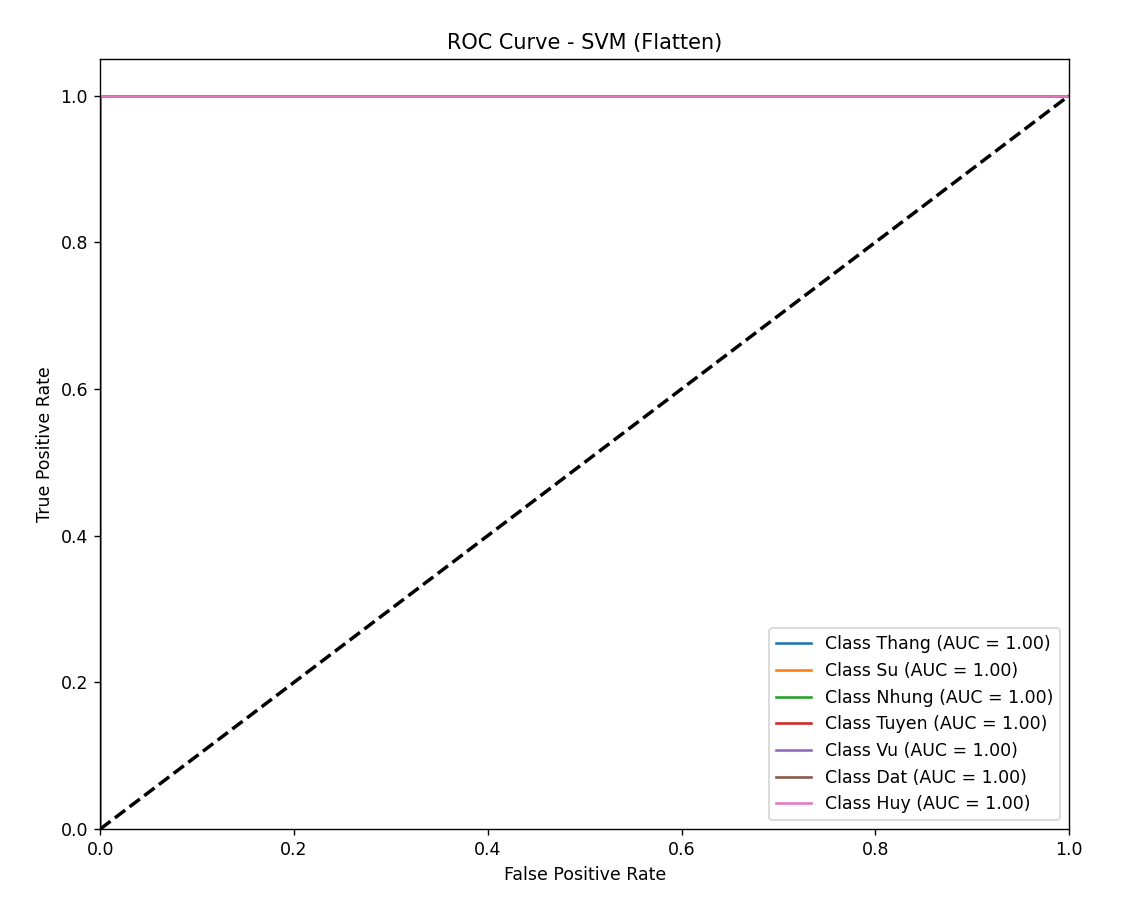 ROC Curve - SVM (Flatten)
1.0
0.8
0.6
0.4
0.2
0.0
True Positive Rate
0.0 0.2 0.4 0.6 0.8 1.0
False Positive Rate
Class Thang (AUC = 1.00)
Class Su (AUC = 1.00)
Class Nhung (AUC = 1.00)
Class Tuyen (AUC = 1.00)
Class Vu (AUC = 1.00)
Class Dat (AUC = 1.00)
Class Huy (AUC = 1.00)